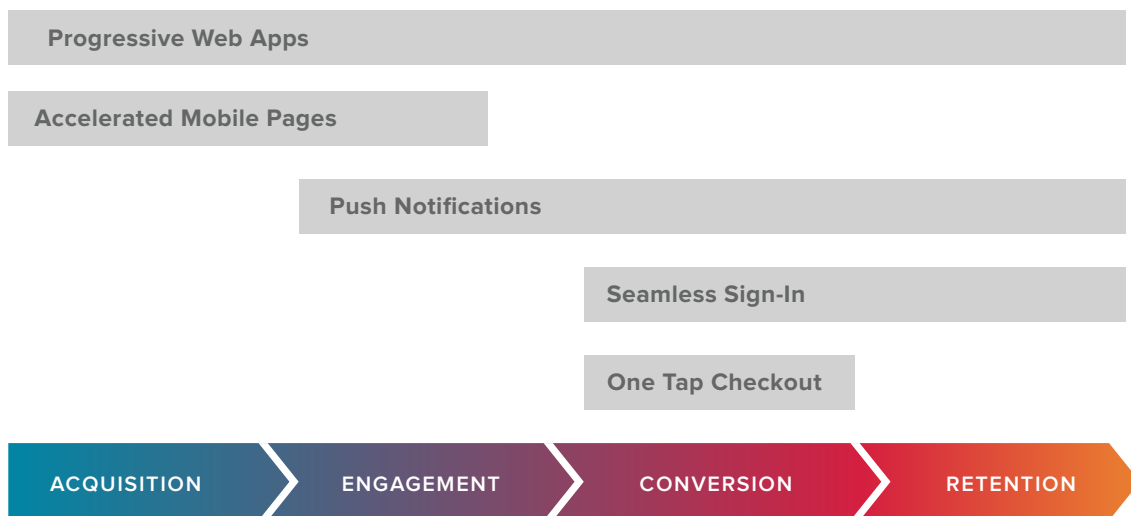 Progressive Web Apps
Accelerated Mobile Pages
Push Notifications
Seamless Sign-In
One Tap Checkout
ACQUISITION ENGAGEMENT CONVERSION RETENTION